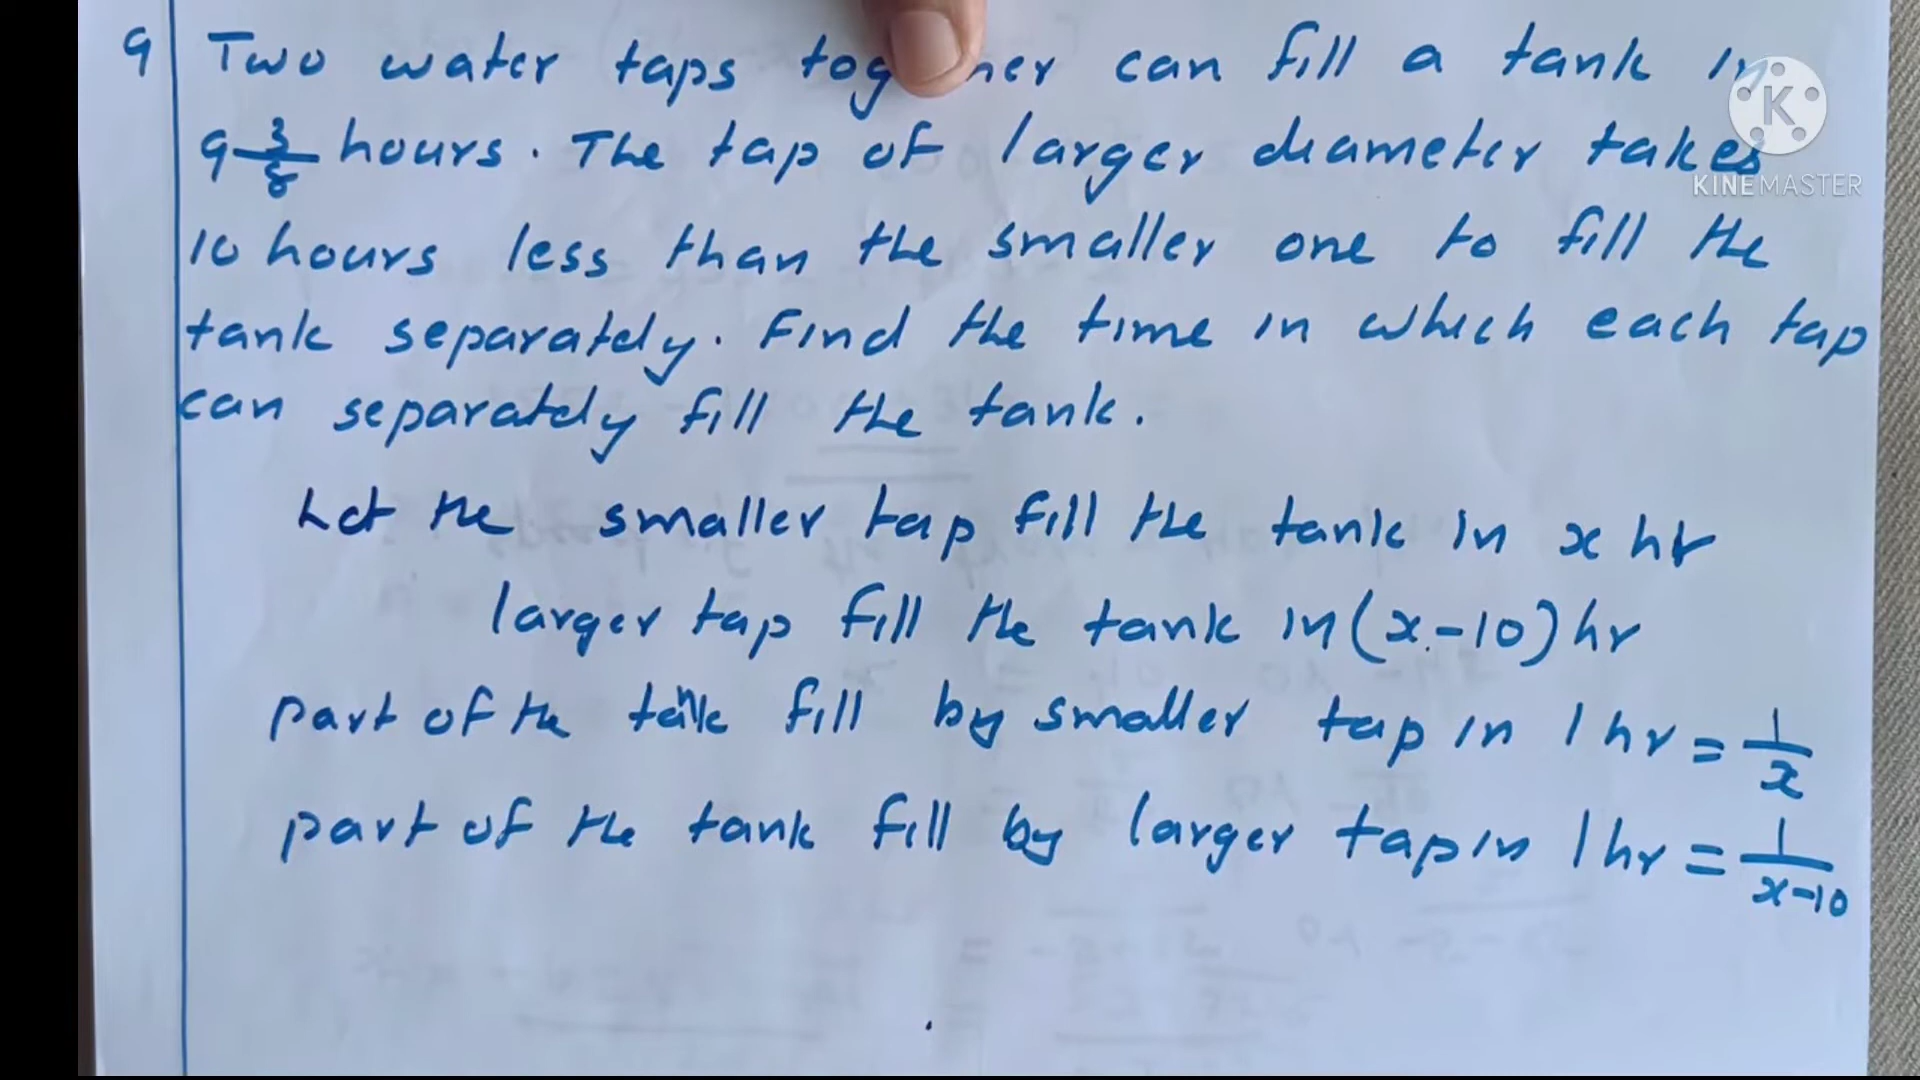 9 Two water taps together can fill a tank in
9 3/8 hours. The tap of larger diameter takes
10 hours less than the smaller one to fill the
tank separately. Find the time in which each tap
can separately fill the tank.
Let the smaller tap fill the tank in x hr
larger tap fill the tank in (x-10) hr
part of the tank fill by smaller tap in 1 hr = 1/x
part of the tank fill by larger tap in 1 hr = 1/x-10
K
KINEMASTER